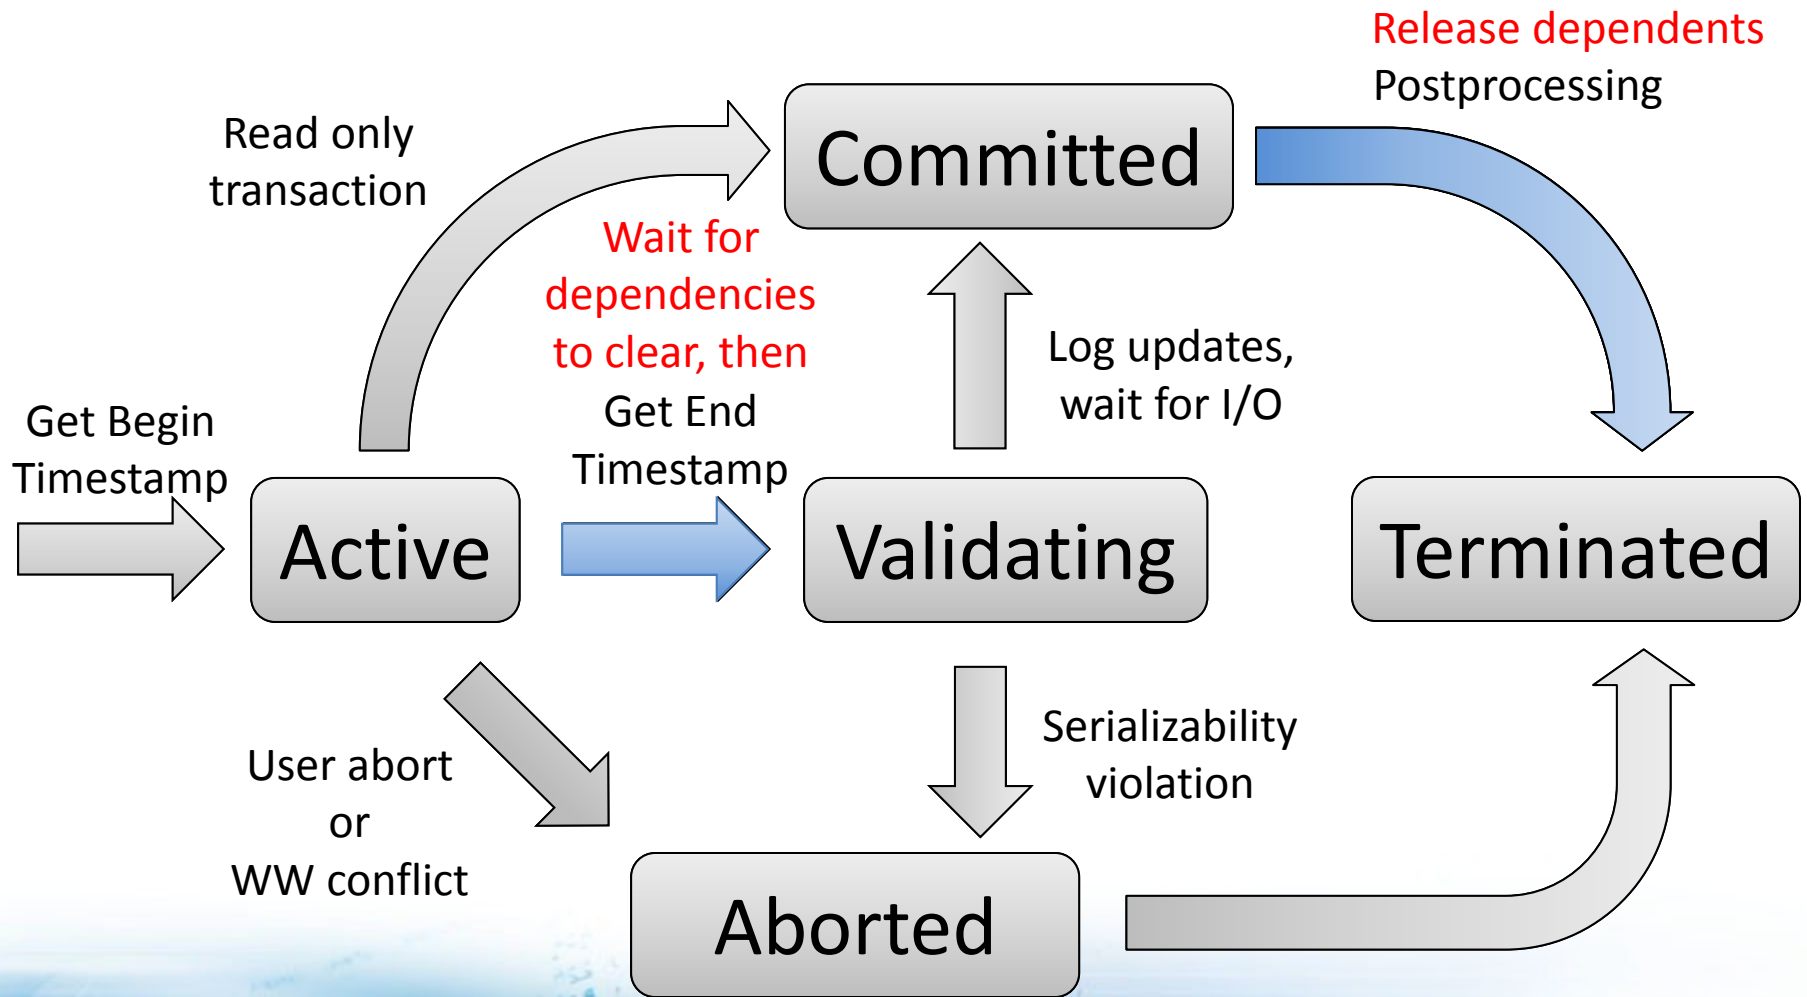 Release dependents
Postprocessing
Read only
transaction
Committed
Wait for
dependencies
to clear, then
Get End
Timestamp
Log updates,
wait for I/O
Get Begin
Timestamp
Active
Validating
Terminated
User abort
or
WW conflict
Serializability
violation
Aborted